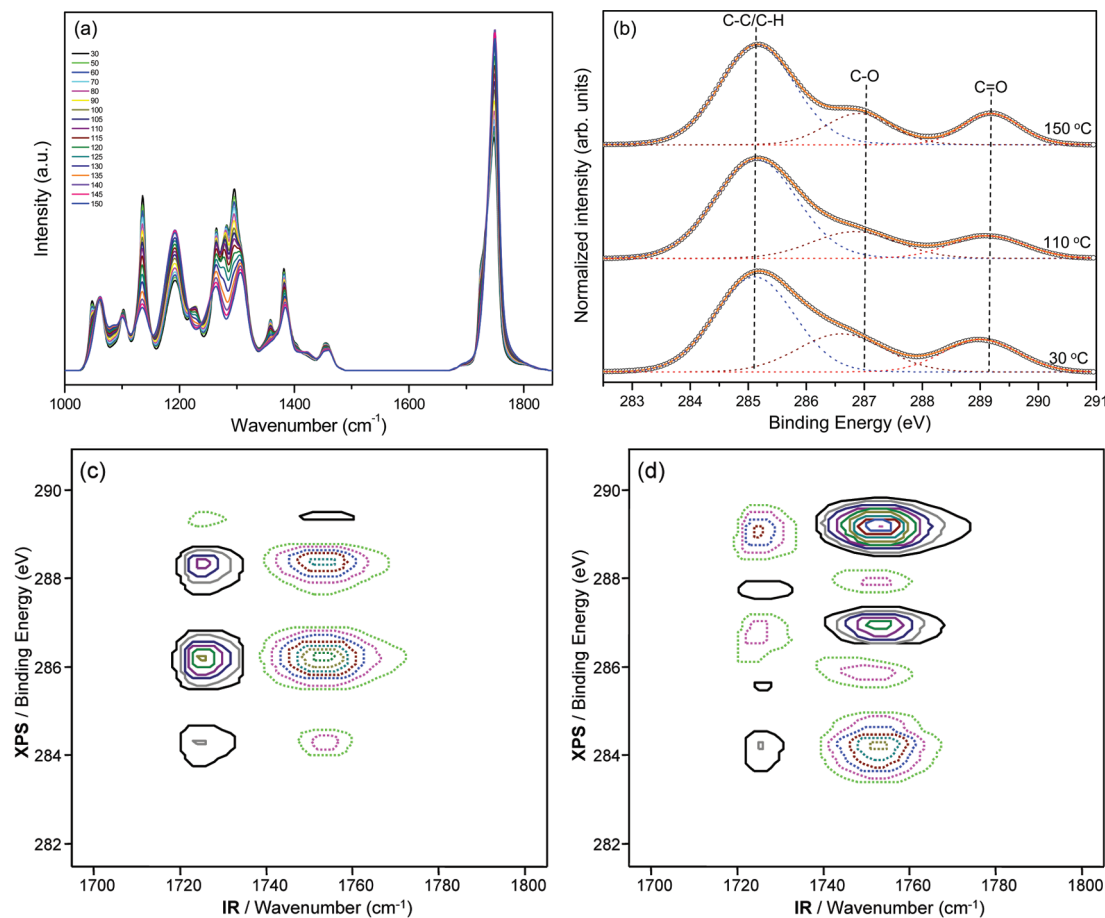 (a)
30
50
60
70
80
90
100
105
110
115
120
125
130
135
140
145
150
Intensity (a.u.)
1000 1200 1400 1600 1800
Wavenumber (cm⁻¹)
(b)
C-C/C-H
C-O
C=O
150 °C
110 °C
30 °C
Normalized intensity (arb. units)
283 284 285 286 287 288 289 290 291
Binding Energy (eV)
(c)
290
288
286
284
282
XPS / Binding Energy (eV)
1700 1720 1740 1760 1780 1800
IR / Wavenumber (cm⁻¹)
(d)
290
288
286
284
282
XPS / Binding Energy (eV)
1700 1720 1740 1760 1780 1800
IR / Wavenumber (cm⁻¹)